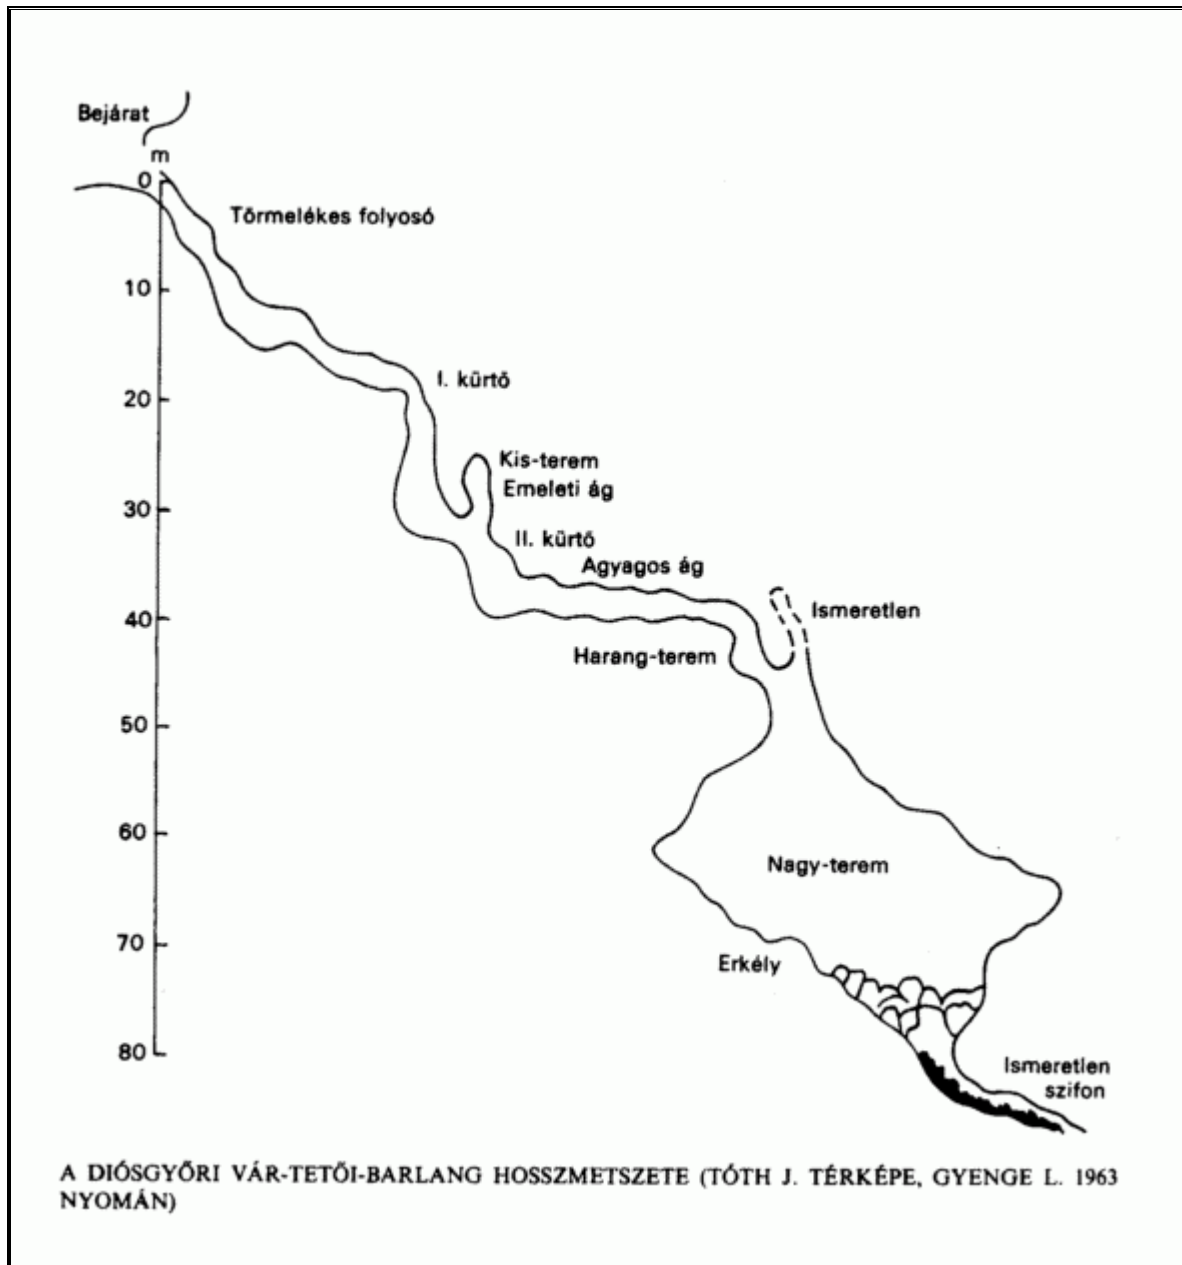 Bejárat
m
0
Törmelékes folyosó
10
I. kürtő
20
Kis-terem
Emeleti ág
30
II. kürtő
Agyagos ág
Ismeretlen
40
Harang-terem
50
60
Nagy-terem
70
Erkély
80
Ismeretlen
szifon
A DIÓSGYŐRI VÁR-TETŐI-BARLANG HOSSZMETSZETE (TÓTH J. TÉRKÉPE, GYENGE L. 1963
NYOMÁN)